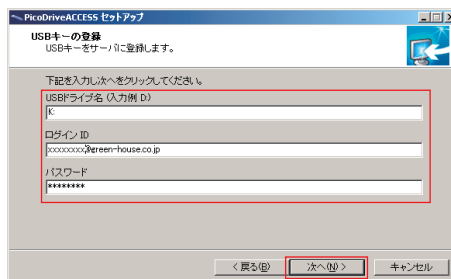 PicoDriveACCESS セットアップ
USBキーの登録
USBキーをサーバに登録します。
下記を入力し次へをクリックしてください。
USBドライブ名 (入力例 D:)
K:
ログイン ID
xxxxxxxx@green-house.co.jp
パスワード
********
< 戻る(B)
次へ(N) >
キャンセル